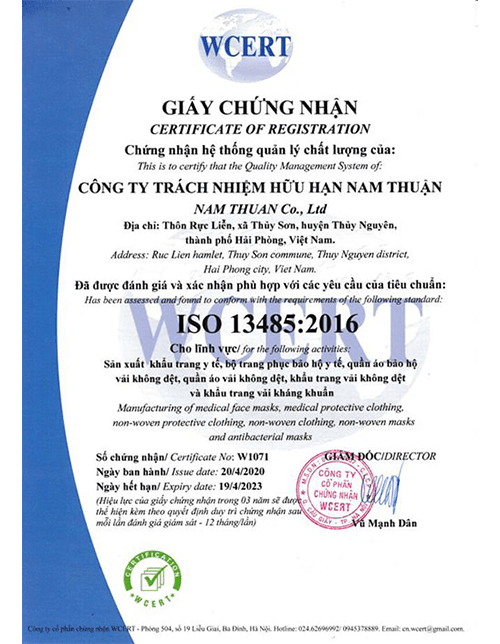 WCERT
GIẤY CHỨNG NHẬN
CERTIFICATE OF REGISTRATION
Chứng nhận hệ thống quản lý chất lượng của:
This is to certify that the Quality Management System of:
CÔNG TY TRÁCH NHIỆM HỮU HẠN NAM THUẬN
NAM THUAN Co., Ltd
Địa chỉ: Thôn Rực Liễn, xã Thủy Sơn, huyện Thủy Nguyên,
thành phố Hải Phòng, Việt Nam.
Address: Ruc Lien hamlet, Thuy Son commune, Thuy Nguyen district,
Hai Phong city, Viet Nam.
Đã được đánh giá và xác nhận phù hợp với các yêu cầu của tiêu chuẩn:
Has been assessed and found to conform with the requirements of the following standard:
WCERT
ISO 13485:2016
Cho lĩnh vực/ for the following activities:
Sản xuất khẩu trang y tế, bộ trang phục bảo hộ y tế, quần áo bảo hộ
vải không dệt, quần áo vải không dệt, khẩu trang vải không dệt
và khẩu trang vải kháng khuẩn
Manufacturing of medical face masks, medical protective clothing,
non-woven protective clothing, non-woven clothing, non-woven masks
and antibacterial masks
Số chứng nhận/ Certificate No: W1071
Ngày ban hành/ Issue date: 20/4/2020
Ngày hết hạn/ Expiry date: 19/4/2023
(Hiệu lực của giấy chứng nhận trong 03 năm sẽ được
thể hiện kèm theo quyết định duy trì chứng nhận sau
mỗi lần đánh giá giám sát - 12 tháng/lần)
GIÁM ĐỐC/DIRECTOR
CÔNG TY
CỔ PHẦN
CHỨNG NHẬN
WCERT
CẦU GIẤY - TP. HÀ NỘI
Vũ Mạnh Dân
CERTIFICATION
WCERT
Công ty cổ phần chứng nhận WCERT - Phòng 504, số 19 Liễu Giai, Ba Đình, Hà Nội. Hotline: 024.62696992/ 0945378889. Email: cn.wcert@gmail.com